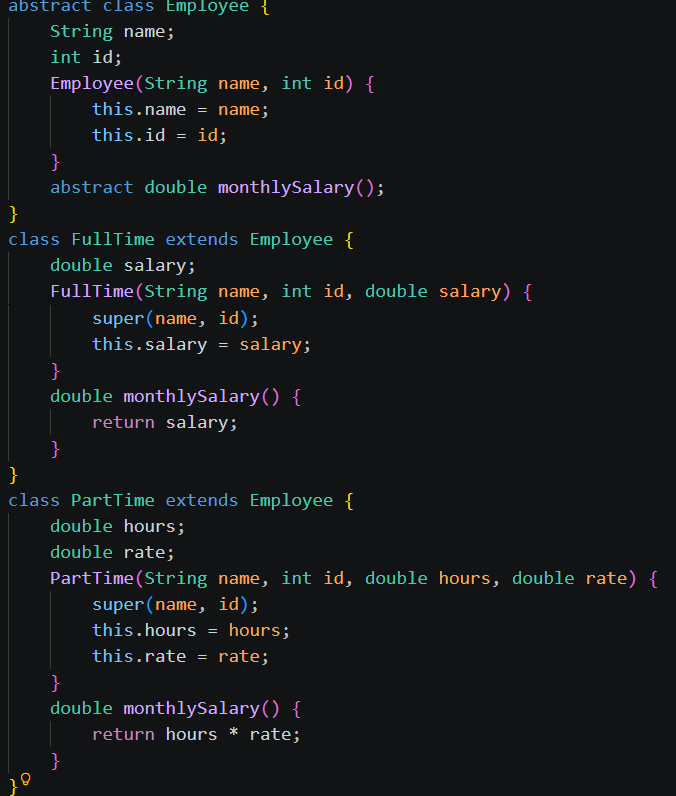 abstract class Employee {
    String name;
    int id;
    Employee(String name, int id) {
        this.name = name;
        this.id = id;
    }
    abstract double monthlySalary();
}
class FullTime extends Employee {
    double salary;
    FullTime(String name, int id, double salary) {
        super(name, id);
        this.salary = salary;
    }
    double monthlySalary() {
        return salary;
    }
}
class PartTime extends Employee {
    double hours;
    double rate;
    PartTime(String name, int id, double hours, double rate) {
        super(name, id);
        this.hours = hours;
        this.rate = rate;
    }
    double monthlySalary() {
        return hours * rate;
    }
}